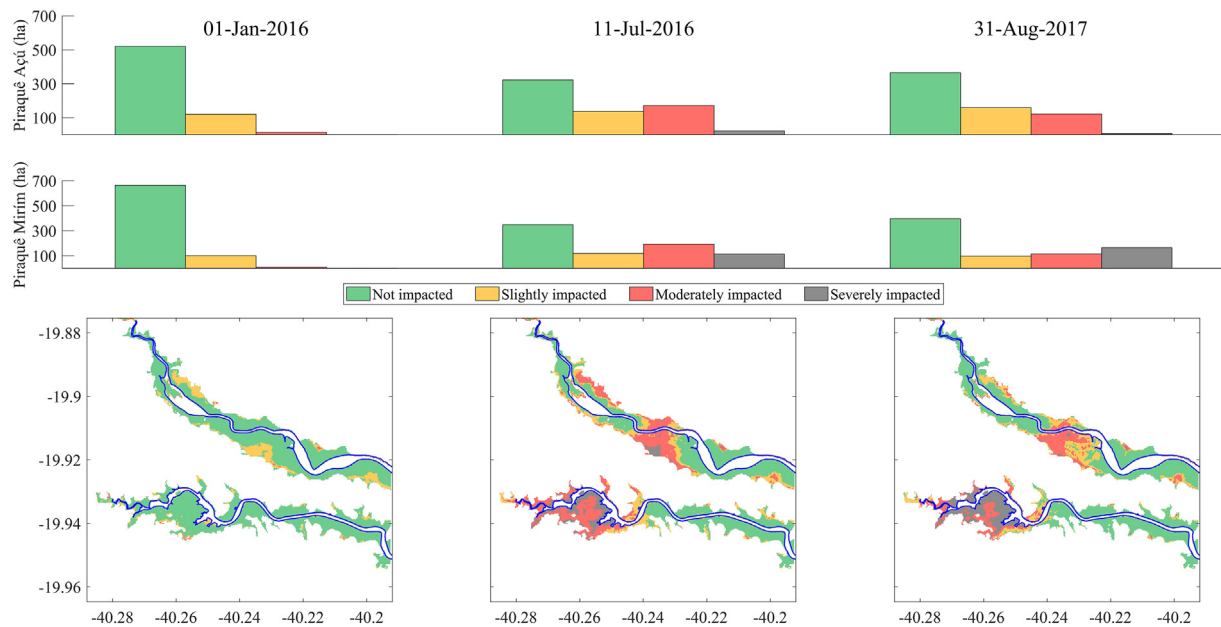 01-Jan-2016 11-Jul-2016 31-Aug-2017
Piraquê Açú (ha)
700
500
300
100
Piraquê Mirím (ha)
700
500
300
100
Not impacted Slightly impacted Moderately impacted Severely impacted
-19.88
-19.9
-19.92
-19.94
-19.96
-40.28 -40.26 -40.24 -40.22 -40.2 -40.28 -40.26 -40.24 -40.22 -40.2 -40.28 -40.26 -40.24 -40.22 -40.2